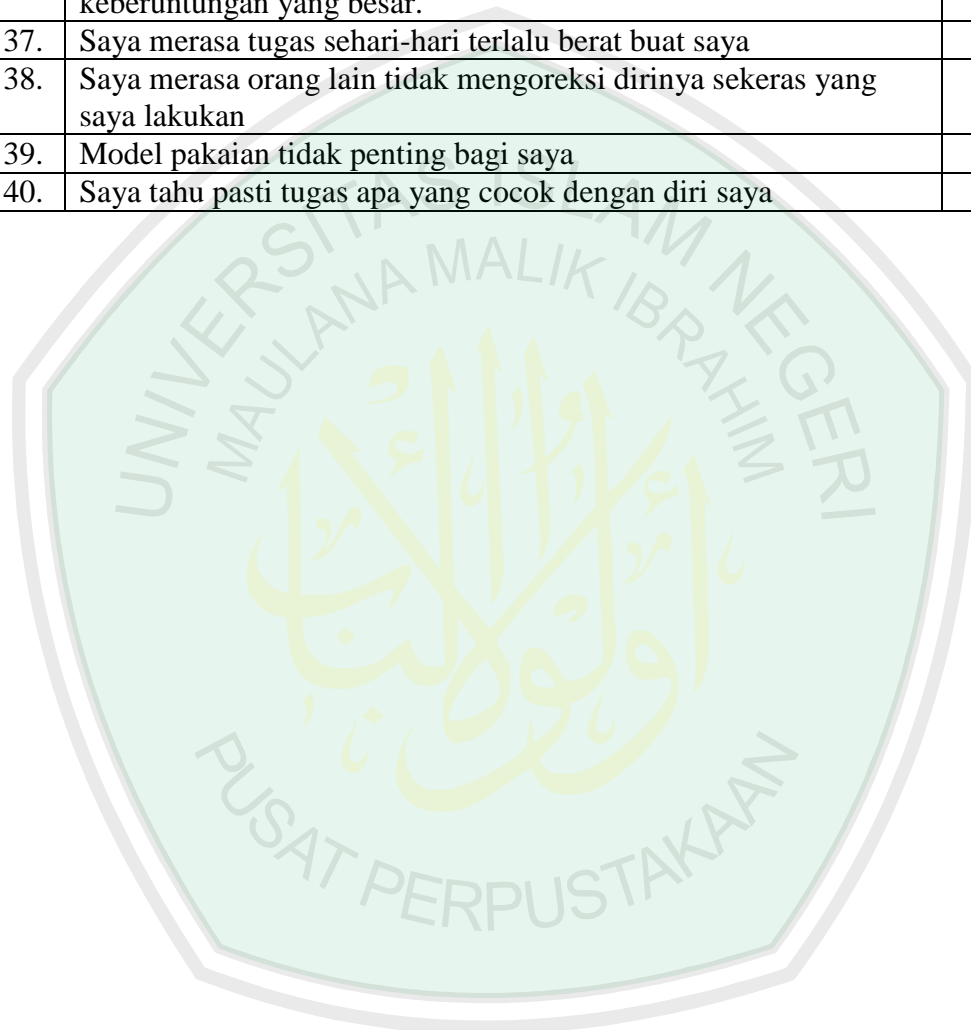 keberuntungan yang besar.
37. Saya merasa tugas sehari-hari terlalu berat buat saya
38. Saya merasa orang lain tidak mengoreksi dirinya sekeras yang
saya lakukan
39. Model pakaian tidak penting bagi saya
40. Saya tahu pasti tugas apa yang cocok dengan diri saya
UNIVERSITAS ISLAM NEGERI
MAULANA MALIK IBRAHIM
PUSAT PERPUSTAKAAN